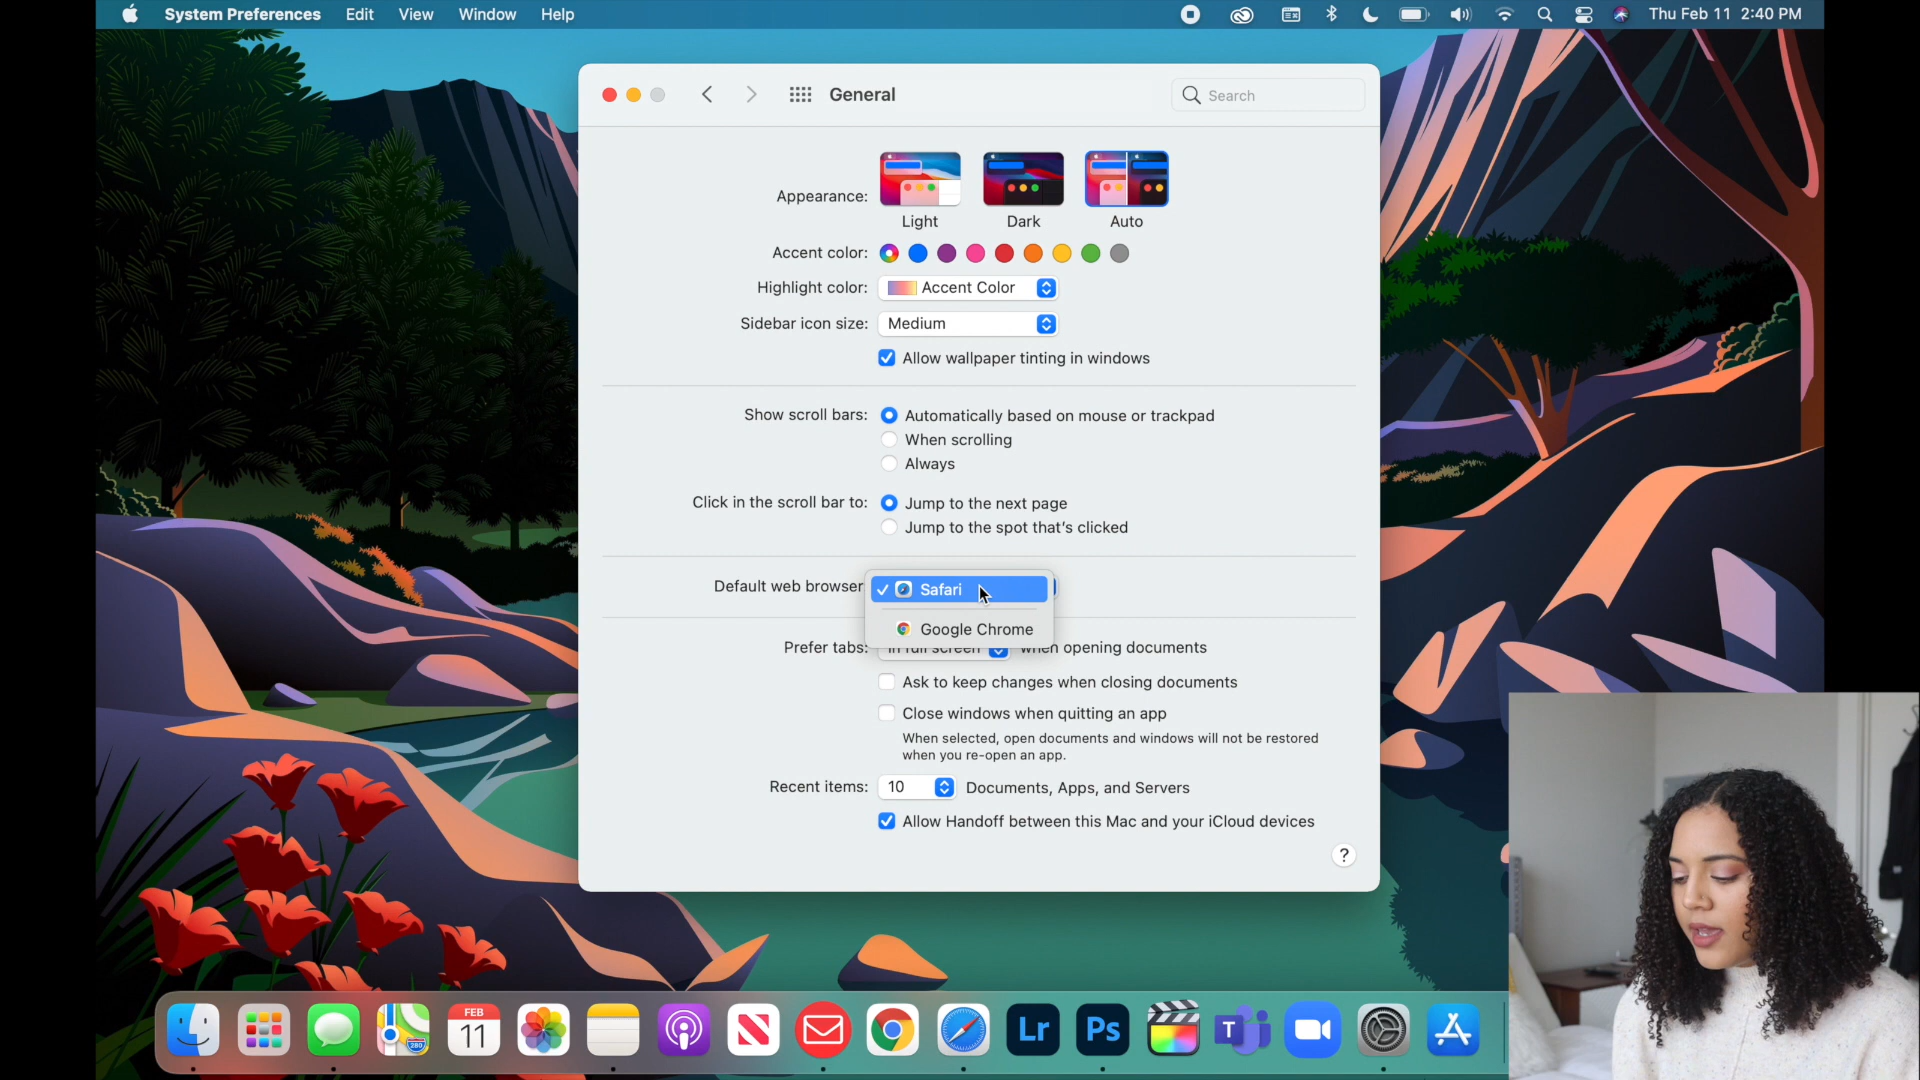 System Preferences Edit View Window Help Thu Feb 11 2:40 PM
General Search
Appearance:
Light Dark Auto
Accent color:
Highlight color: Accent Color
Sidebar icon size: Medium
Allow wallpaper tinting in windows
Show scroll bars: Automatically based on mouse or trackpad
When scrolling
Always
Click in the scroll bar to: Jump to the next page
Jump to the spot that's clicked
Default web browser ✓ Safari
Google Chrome
Prefer tabs: in full screen when opening documents
Ask to keep changes when closing documents
Close windows when quitting an app
When selected, open documents and windows will not be restored
when you re-open an app.
Recent items: 10 Documents, Apps, and Servers
Allow Handoff between this Mac and your iCloud devices
?
FEB
11
280
Lr
Ps
T